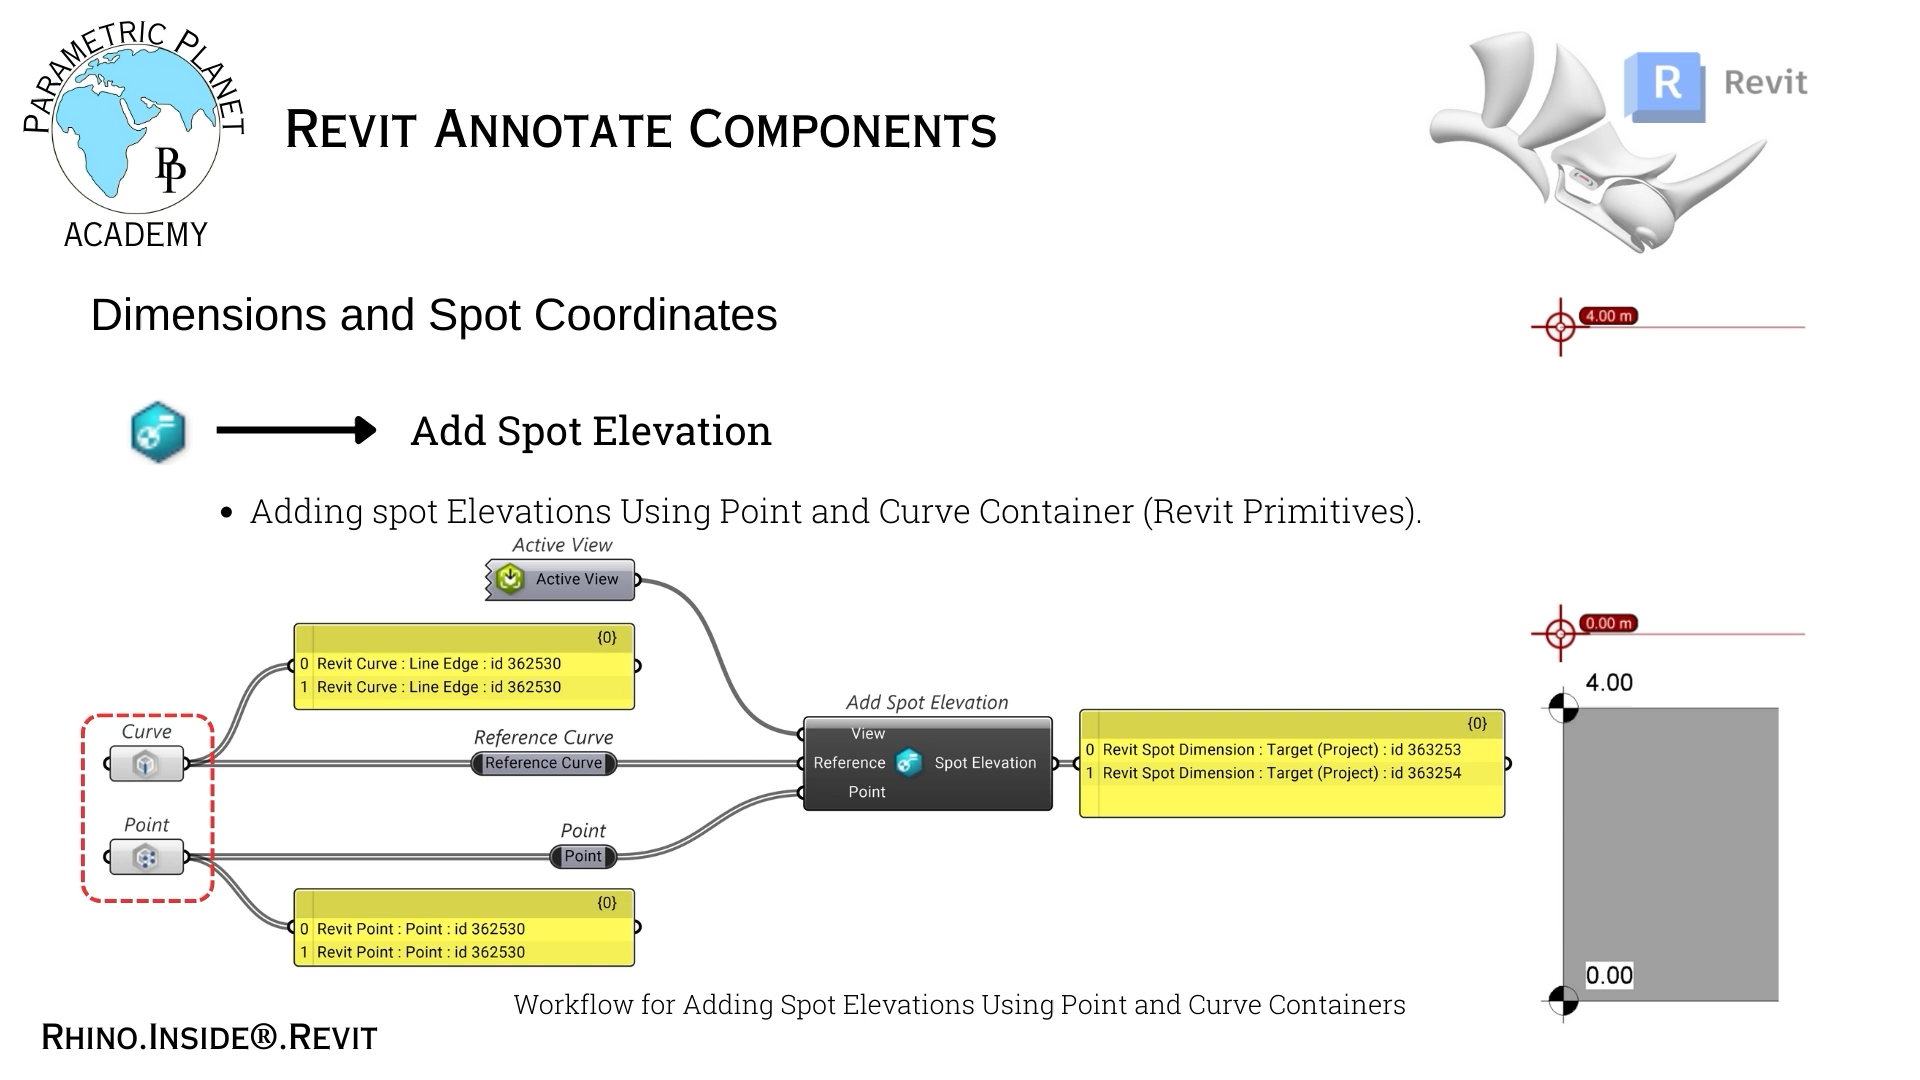 PARAMETRIC PLANET
PP
ACADEMY
REVIT ANNOTATE COMPONENTS
R Revit
Dimensions and Spot Coordinates
4.00 m
Add Spot Elevation
• Adding spot Elevations Using Point and Curve Container (Revit Primitives).
Active View
Active View
{0}
0 Revit Curve : Line Edge : id 362530
1 Revit Curve : Line Edge : id 362530
0.00 m
4.00
Curve
Reference Curve
Reference Curve
Add Spot Elevation
View
Reference
Point
Spot Elevation
{0}
0 Revit Spot Dimension : Target (Project) : id 363253
1 Revit Spot Dimension : Target (Project) : id 363254
Point
Point
Point
{0}
0 Revit Point : Point : id 362530
1 Revit Point : Point : id 362530
0.00
Workflow for Adding Spot Elevations Using Point and Curve Containers
RHINO.INSIDE®.REVIT